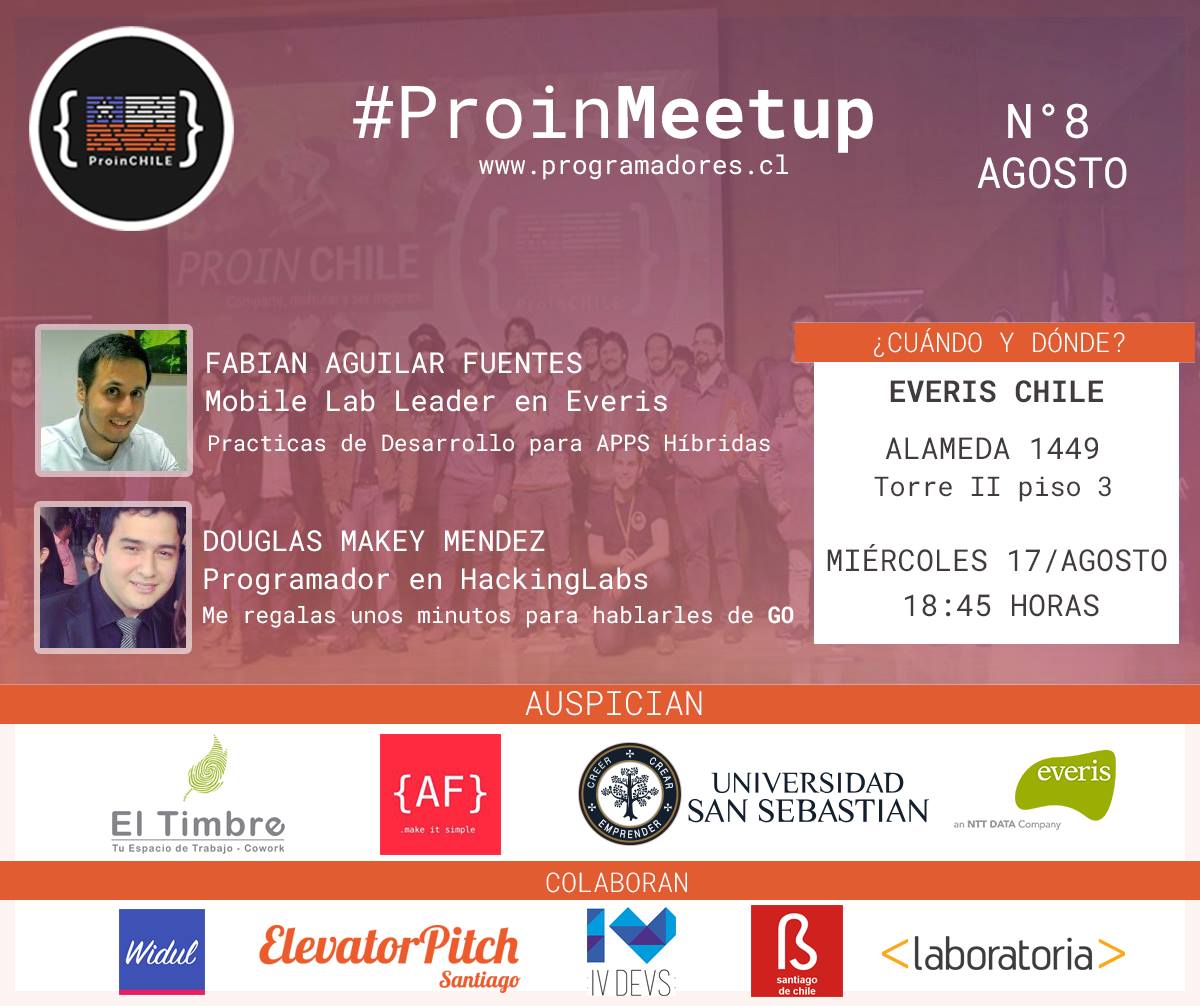 {ProinCHILE}
#ProinMeetup
www.programadores.cl
N°8
AGOSTO
PROIN CHILE
FABIAN AGUILAR FUENTES
Mobile Lab Leader en Everis
Practicas de Desarrollo para APPS Híbridas
DOUGLAS MAKEY MENDEZ
Programador en HackingLabs
Me regalas unos minutos para hablarles de GO
¿CUÁNDO Y DÓNDE?
EVERIS CHILE
ALAMEDA 1449
Torre II piso 3
MIÉRCOLES 17/AGOSTO
18:45 HORAS
AUSPICIAN
El Timbre
Tu Espacio de Trabajo - Cowork
{AF}
.make it simple
CREER CREAR EMPRENDER
UNIVERSIDAD
SAN SEBASTIAN
everis
an NTT DATA Company
COLABORAN
Widul
ElevatorPitch
Santiago
IV DEVS
ß
santiago
de chile
<laboratoria>